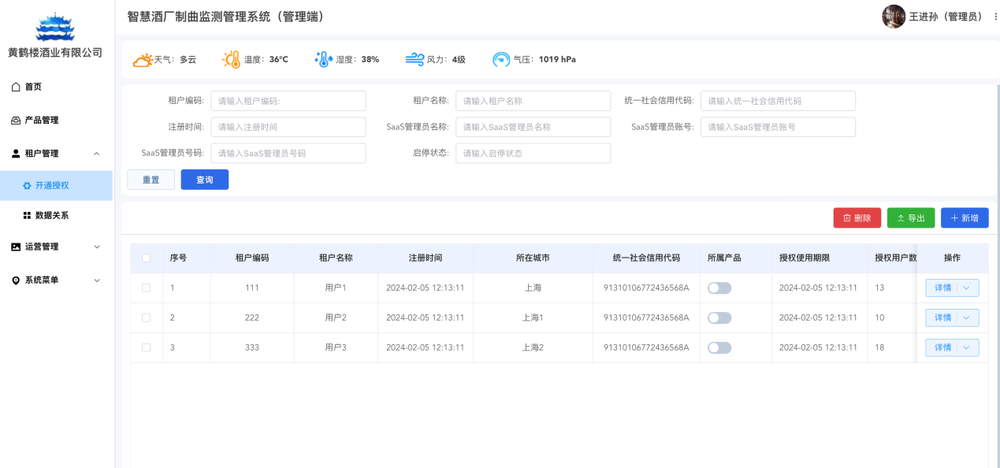 智慧酒厂制曲监测管理系统（管理端）
王进孙（管理员）
黄鹤楼酒业有限公司
首页
产品管理
租户管理
开通授权
数据关系
运营管理
系统菜单
天气： 多云 温度： 36°C 湿度： 38% 风力： 4级 气压： 1019 hPa
租户编码: 请输入租户编码: 租户名称: 请输入租户名称 统一社会信用代码: 请输入统一社会信用代码
注册时间: 请输入注册时间 SaaS管理员名称: 请输入SaaS管理员名称 SaaS管理员账号: 请输入SaaS管理员账号
SaaS管理员号码: 请输入SaaS管理员号码 启停状态: 请输入启停状态
重置 查询
删除 导出 新增
序号 租户编码 租户名称 注册时间 所在城市 统一社会信用代码 所属产品 授权使用期限 授权用户数 操作
1 111 用户1 2024-02-05 12:13:11 上海 91310106772436568A 2024-02-05 12:13:11 13 详情
2 222 用户2 2024-02-05 12:13:11 上海1 91310106772436568A 2024-02-05 12:13:11 10 详情
3 333 用户3 2024-02-05 12:13:11 上海2 91310106772436568A 2024-02-05 12:13:11 18 详情